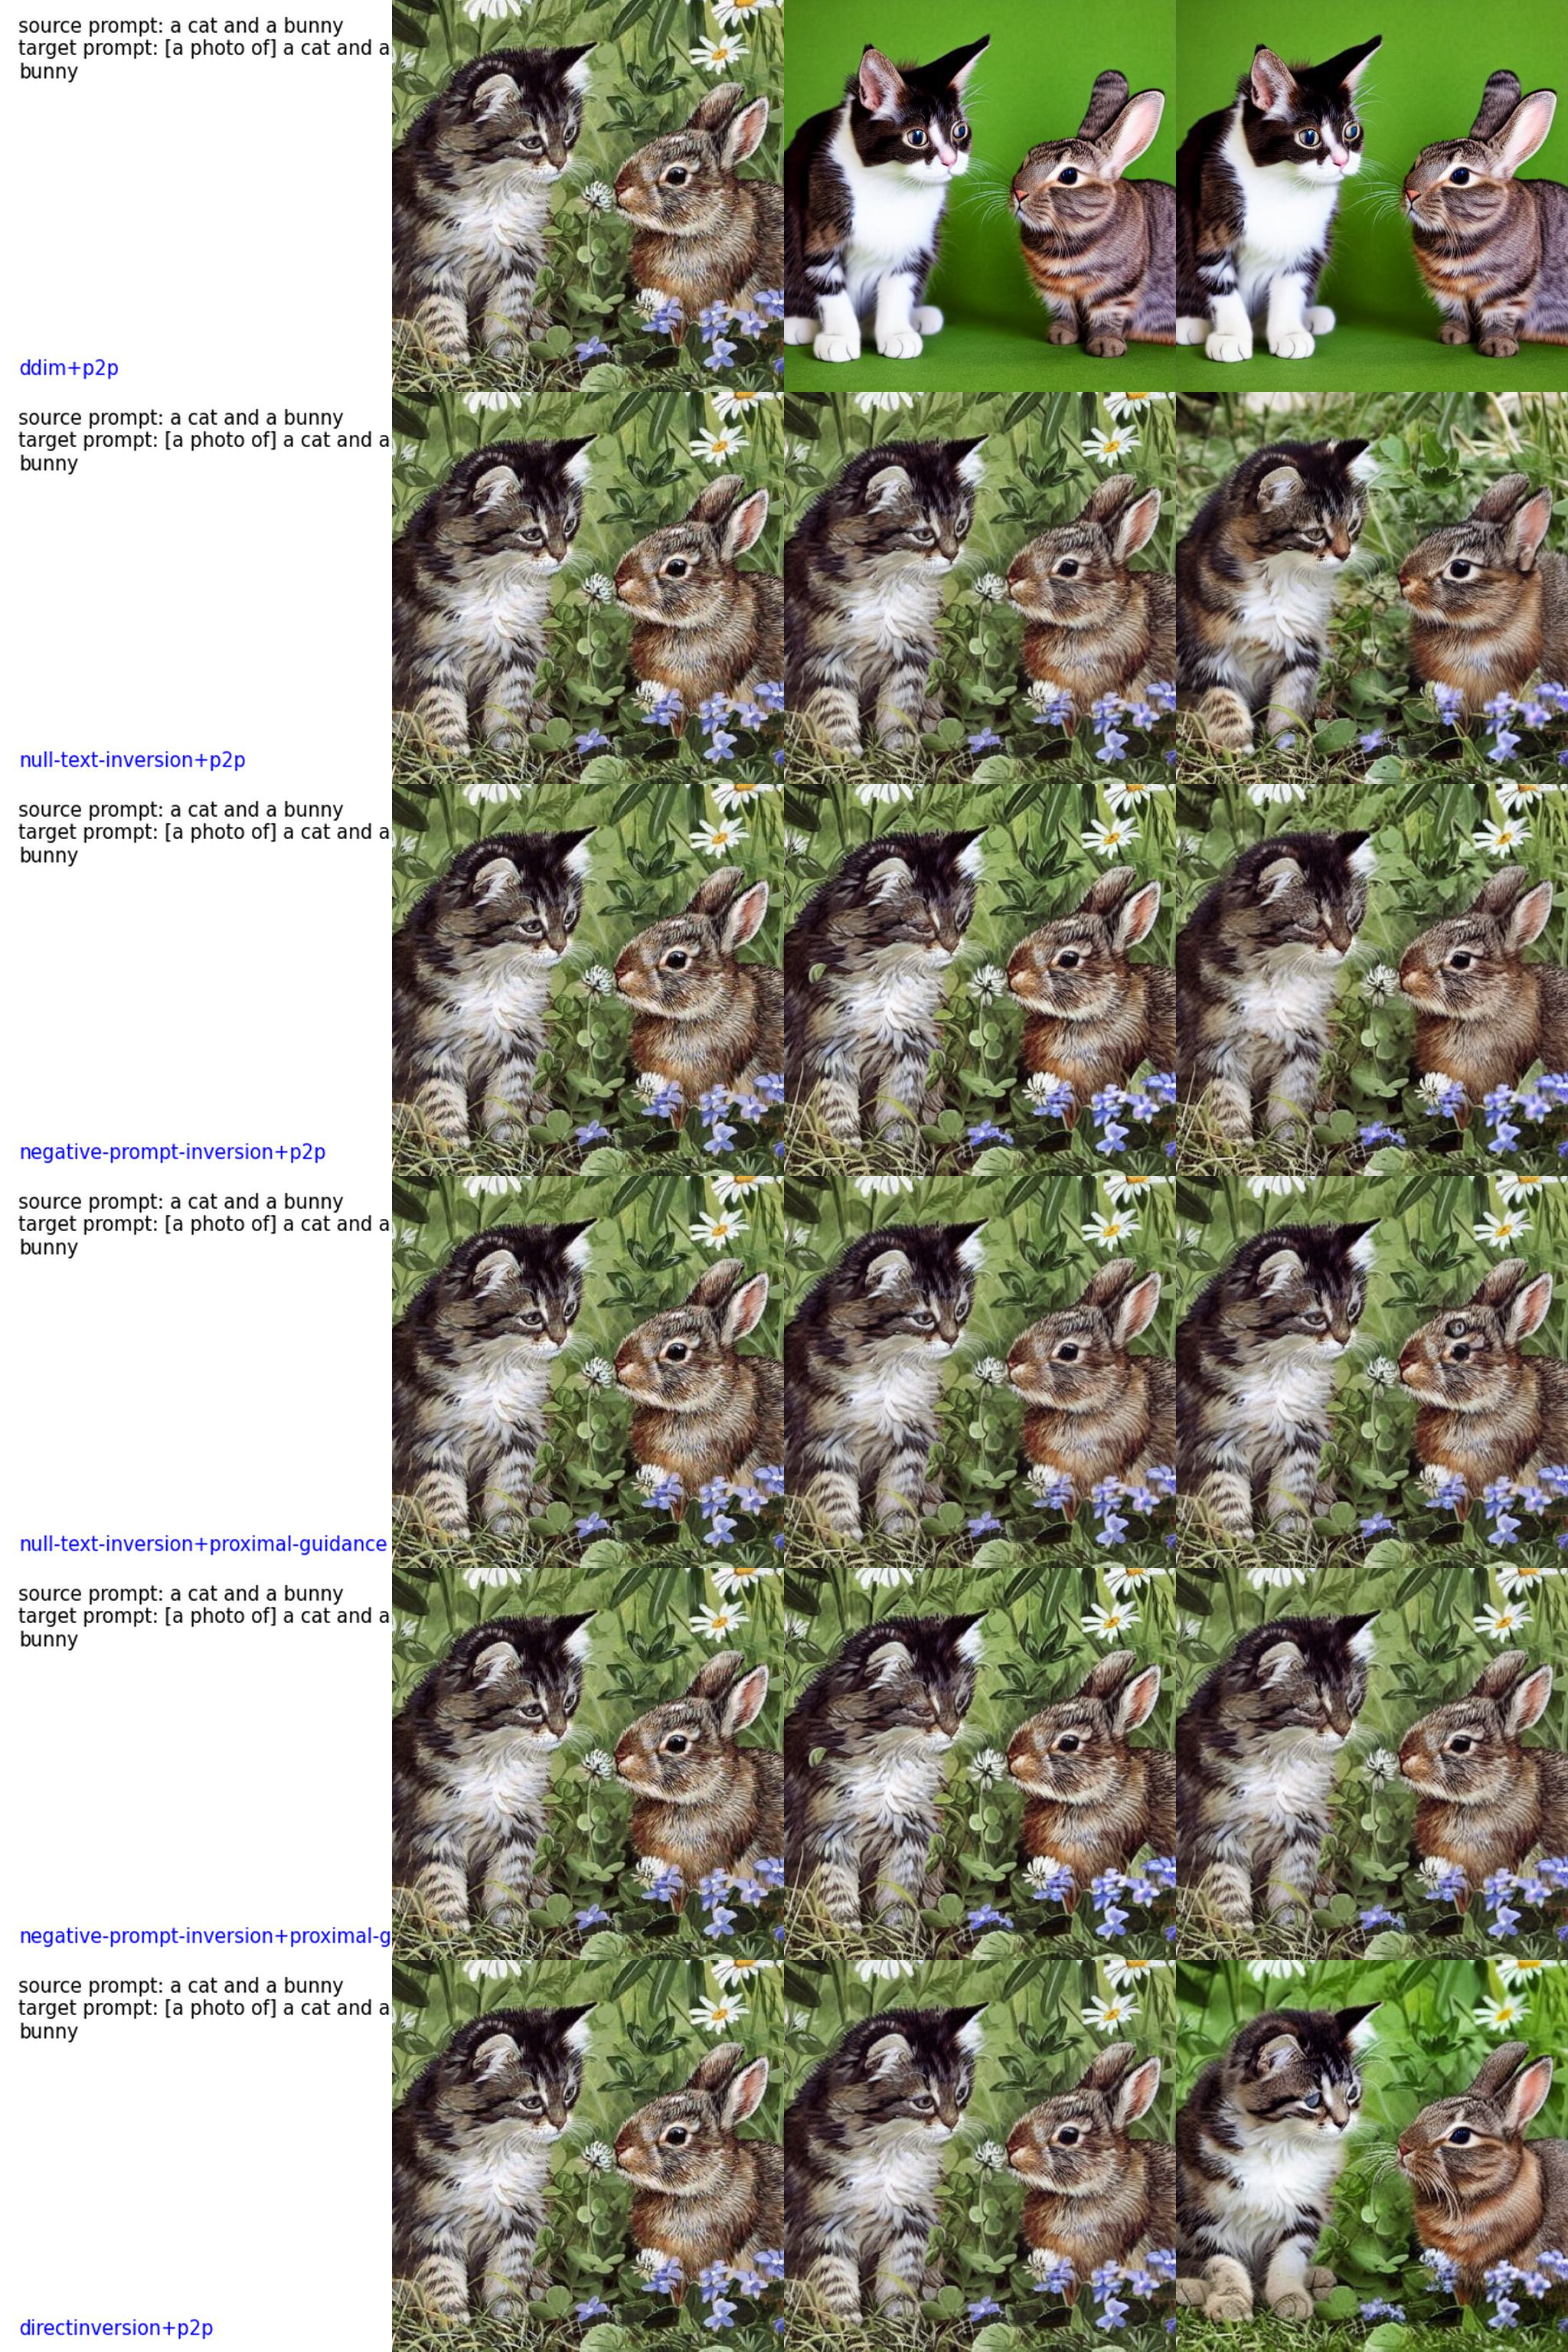 source prompt: a cat and a bunny
target prompt: [a photo of] a cat and a
bunny
ddim+p2p
source prompt: a cat and a bunny
target prompt: [a photo of] a cat and a
bunny
null-text-inversion+p2p
source prompt: a cat and a bunny
target prompt: [a photo of] a cat and a
bunny
negative-prompt-inversion+p2p
source prompt: a cat and a bunny
target prompt: [a photo of] a cat and a
bunny
null-text-inversion+proximal-guidance
source prompt: a cat and a bunny
target prompt: [a photo of] a cat and a
bunny
negative-prompt-inversion+proximal-g
source prompt: a cat and a bunny
target prompt: [a photo of] a cat and a
bunny
directinversion+p2p